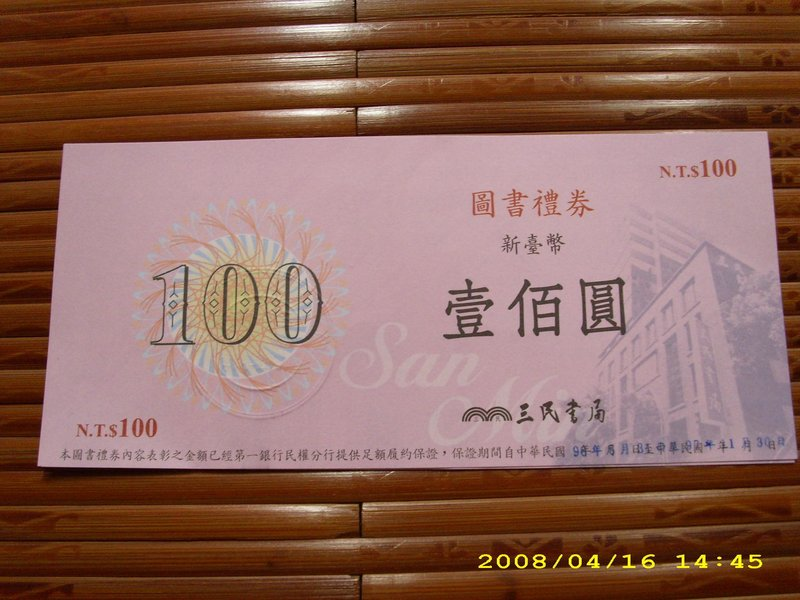 N.T.$100
圖書禮券
新臺幣
100
壹佰圓
San Min
三民書局
N.T.$100
本圖書禮券內容表彰之金額已經第一銀行民權分行提供足額履約保證，保證期間自中華民國
2008/04/16 14:45